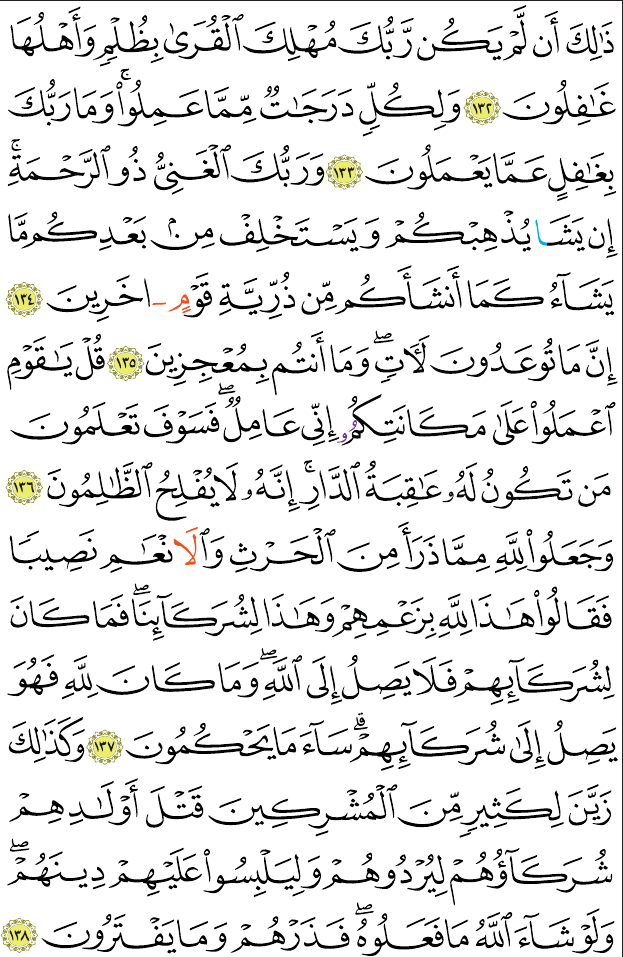 ذَٰلِكَ أَن لَّمْ يَكُن رَّبُّكَ مُهْلِكَ ٱلْقُرَىٰ بِظُلْمٍ وَأَهْلُهَا
غَٰفِلُونَ ١٣٢ وَلِكُلٍّ دَرَجَٰتٌ مِّمَّا عَمِلُوا۟ۚ وَمَا رَبُّكَ
بِغَٰفِلٍ عَمَّا يَعْمَلُونَ ١٣٣ وَرَبُّكَ ٱلْغَنِىُّ ذُو ٱلرَّحْمَةِۚ
إِن يَشَا يُذْهِبْكُمْ وَيَسْتَخْلِفْ مِنۢ بَعْدِكُم مَّا
يَشَآءُ كَمَا أَنشَأَكُم مِّن ذُرِّيَّةِ قَوْمٍ اخَرِينَ ١٣٤
إِنَّ مَا تُوعَدُونَ لَأٓتٍۖ وَمَا أَنتُم بِمُعْجِزِينَ ١٣٥ قُلْ يَٰقَوْمِ
ٱعْمَلُوا۟ عَلَىٰ مَكَانَتِكُمُۥ إِنِّى عَامِلٌۖ فَسَوْفَ تَعْلَمُونَ
مَن تَكُونُ لَهُۥ عَٰقِبَةُ ٱلدَّارِۚ إِنَّهُۥ لَا يُفْلِحُ ٱلظَّٰلِمُونَ ١٣٦
وَجَعَلُوا۟ لِلَّهِ مِمَّا ذَرَأَ مِنَ ٱلْحَرْثِ وَٱلَانْعَٰمِ نَصِيبًا
فَقَالُوا۟ هَٰذَا لِلَّهِ بِزَعْمِهِمْ وَهَٰذَا لِشُرَكَآئِنَاۖ فَمَا كَانَ
لِشُرَكَآئِهِمْ فَلَا يَصِلُ إِلَى ٱللَّهِۖ وَمَا كَانَ لِلَّهِ فَهُوَ
يَصِلُ إِلَىٰ شُرَكَآئِهِمْۗ سَآءَ مَا يَحْكُمُونَ ١٣٧ وَكَذَٰلِكَ
زَيَّنَ لِكَثِيرٍ مِّنَ ٱلْمُشْرِكِينَ قَتْلَ أَوْلَٰدِهِمْ
شُرَكَآؤُهُمْ لِيُرْدُوهُمْ وَلِيَلْبِسُوا۟ عَلَيْهِمْ دِينَهُمْۖ
وَلَوْ شَآءَ ٱللَّهُ مَا فَعَلُوهُۖ فَذَرْهُمْ وَمَا يَفْتَرُونَ ١٣٨